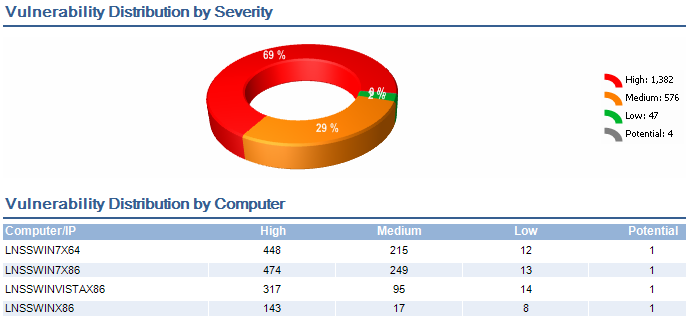 Vulnerability Distribution by Severity
69 %
0 %
2 %
29 %
High: 1,382
Medium: 576
Low: 47
Potential: 4
Vulnerability Distribution by Computer
Computer/IP High Medium Low Potential
LNSSWIN7X64 448 215 12 1
LNSSWIN7X86 474 249 13 1
LNSSWINVISTAX86 317 95 14 1
LNSSWINX86 143 17 8 1